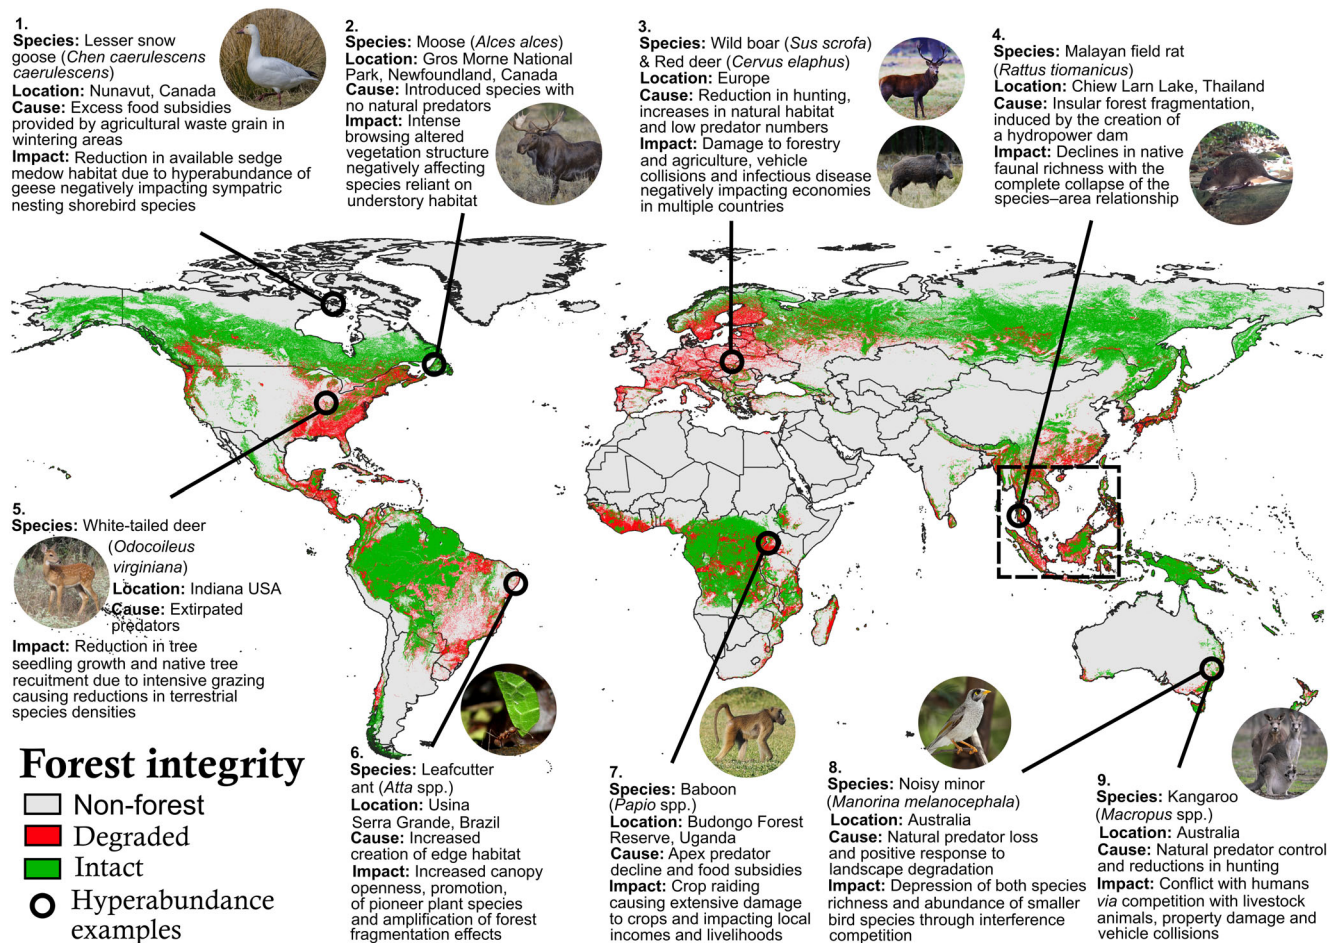 1.
Species: Lesser snow
goose (Chen caerulescens
caerulescens)
Location: Nunavut, Canada
Cause: Excess food subsidies
provided by agricultural waste grain in
wintering areas
Impact: Reduction in available sedge
medow habitat due to hyperabundance of
geese negatively impacting sympatric
nesting shorebird species
2.
Species: Moose (Alces alces)
Location: Gros Morne National
Park, Newfoundland, Canada
Cause: Introduced species with
no natural predators
Impact: Intense
browsing altered
vegetation structure
negatively affecting
species reliant on
understory habitat
3.
Species: Wild boar (Sus scrofa)
& Red deer (Cervus elaphus)
Location: Europe
Cause: Reduction in hunting,
increases in natural habitat
and low predator numbers
Impact: Damage to forestry
and agriculture, vehicle
collisions and infectious disease
negatively impacting economies
in multiple countries
4.
Species: Malayan field rat
(Rattus tiomanicus)
Location: Chiew Larn Lake, Thailand
Cause: Insular forest fragmentation,
induced by the creation of
a hydropower dam
Impact: Declines in native
faunal richness with the
complete collapse of the
species–area relationship
5.
Species: White-tailed deer
(Odocoileus
virginiana)
Location: Indiana USA
Cause: Extirpated
predators
Impact: Reduction in tree
seedling growth and native tree
recuitment due to intensive grazing
causing reductions in terrestrial
species densities
6.
Species: Leafcutter
ant (Atta spp.)
Location: Usina
Serra Grande, Brazil
Cause: Increased
creation of edge habitat
Impact: Increased canopy
openness, promotion,
of pioneer plant species
and amplification of forest
fragmentation effects
7.
Species: Baboon
(Papio spp.)
Location: Budongo Forest
Reserve, Uganda
Cause: Apex predator
decline and food subsidies
Impact: Crop raiding
causing extensive damage
to crops and impacting local
incomes and livelihoods
8.
Species: Noisy minor
(Manorina melanocephala)
Location: Australia
Cause: Natural predator loss
and positive response to
landscape degradation
Impact: Depression of both species
richness and abundance of smaller
bird species through interference
competition
9.
Species: Kangaroo
(Macropus spp.)
Location: Australia
Cause: Natural predator control
and reductions in hunting
Impact: Conflict with humans
via competition with livestock
animals, property damage and
vehicle collisions
Forest integrity
Non-forest
Degraded
Intact
Hyperabundance
examples